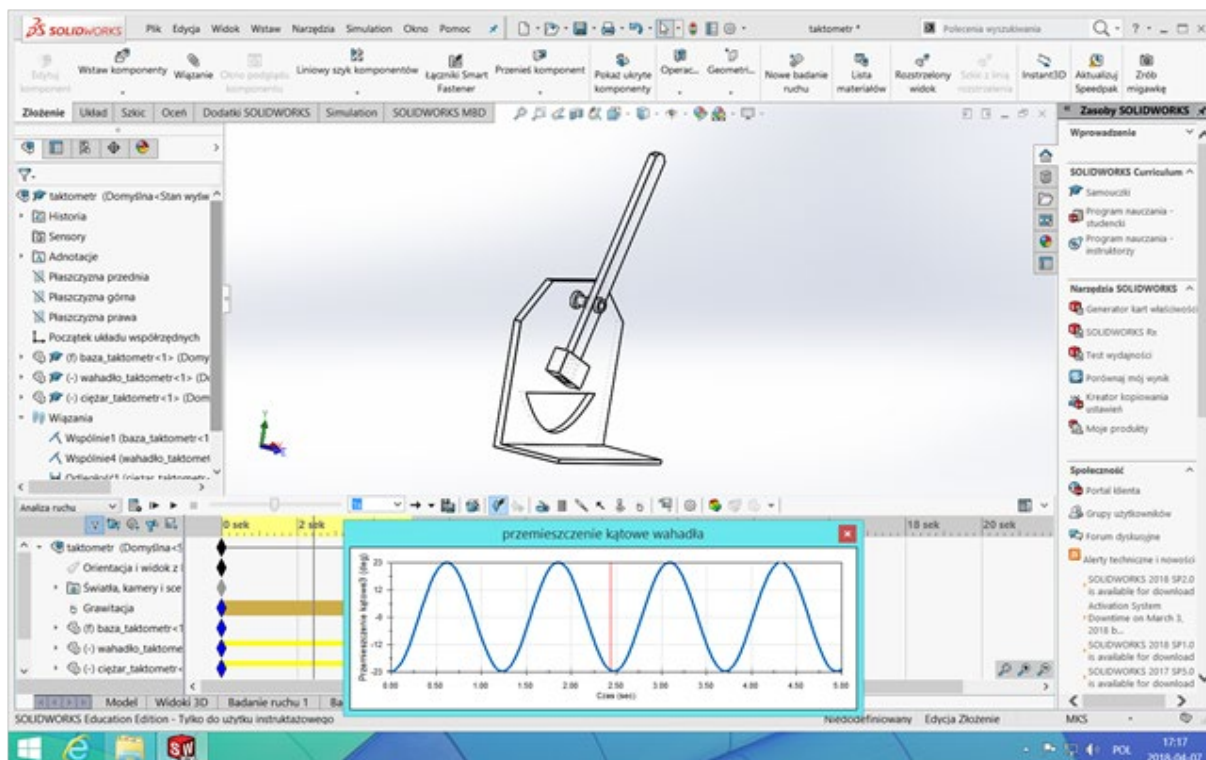 SOLIDWORKS Plik Edycja Widok Wstaw Narzędzia Simulation Okno Pomoc taktometr * Polecenia wyszukiwania
Edytuj komponent
Wstaw komponenty
Wiązanie
Okno podglądu komponentu
Liniowy szyk komponentów
Łączniki Smart Fastener
Przenieś komponent
Pokaż ukryte komponenty
Operac...
Geometri...
Nowe badanie ruchu
Lista materiałów
Rozstrzelony widok
Instant3D
Aktualizuj Speedpak
Zrób migawkę
Złożenie Układ Szkic Oceń Dodatki SOLIDWORKS Simulation SOLIDWORKS MBD
taktometr (Domyślna<Stan wyświ
Historia
Sensory
Adnotacje
Płaszczyzna przednia
Płaszczyzna górna
Płaszczyzna prawa
Początek układu współrzędnych
(f) baza_taktometr<1> (Domy
(-) wahadło_taktometr<1> (Do
(-) ciężar_taktometr<1> (Dom
Wiązania
Wspólnie1 (baza_taktometr<1
Wspólnie4 (wahadło_taktomet
Zasoby SOLIDWORKS
Wprowadzenie
SOLIDWORKS Curriculum
Samouczki
Program nauczania -
studencki
Program nauczania -
instruktorzy
Narzędzia SOLIDWORKS
Generator kart właściwośc
SOLIDWORKS Rx
Test wydajności
Porównaj mój wynik
Kreator kopiowania
ustawień
Moje produkty
Społeczność
Portal klienta
Grupy użytkowników
Forum dyskusyjne
Alerty techniczne i nowości
SOLIDWORKS 2018 SP2.0
is available for download
Activation System
Downtime on March 3,
2018 b...
SOLIDWORKS 2018 SP1.0
is available for download
SOLIDWORKS 2017 SP5.0
is available for download
Analiza ruchu
0 sek 2 sek 18 sek 20 sek
taktometr (Domyślna<S
Orientacja i widok z
Światła, kamery i sce
Grawitacja
(f) baza_taktometr<1
(-) wahadło_taktome
(-) ciężar_taktometr<
przemieszczenie kątowe wahadła
Przemieszczenie kątowe3 (deg)
23
12
-12
-23
0.00 0.50 1.00 1.50 2.00 2.50 3.00 3.50 4.00 4.50 5.00
Czas (sec)
Model Widoki 3D Badanie ruchu 1 Ba
SOLIDWORKS Education Edition - Tylko do użytku instruktażowego Niedodefiniowany Edycja Złożenie MKS
POL 17:17
2018-04-07